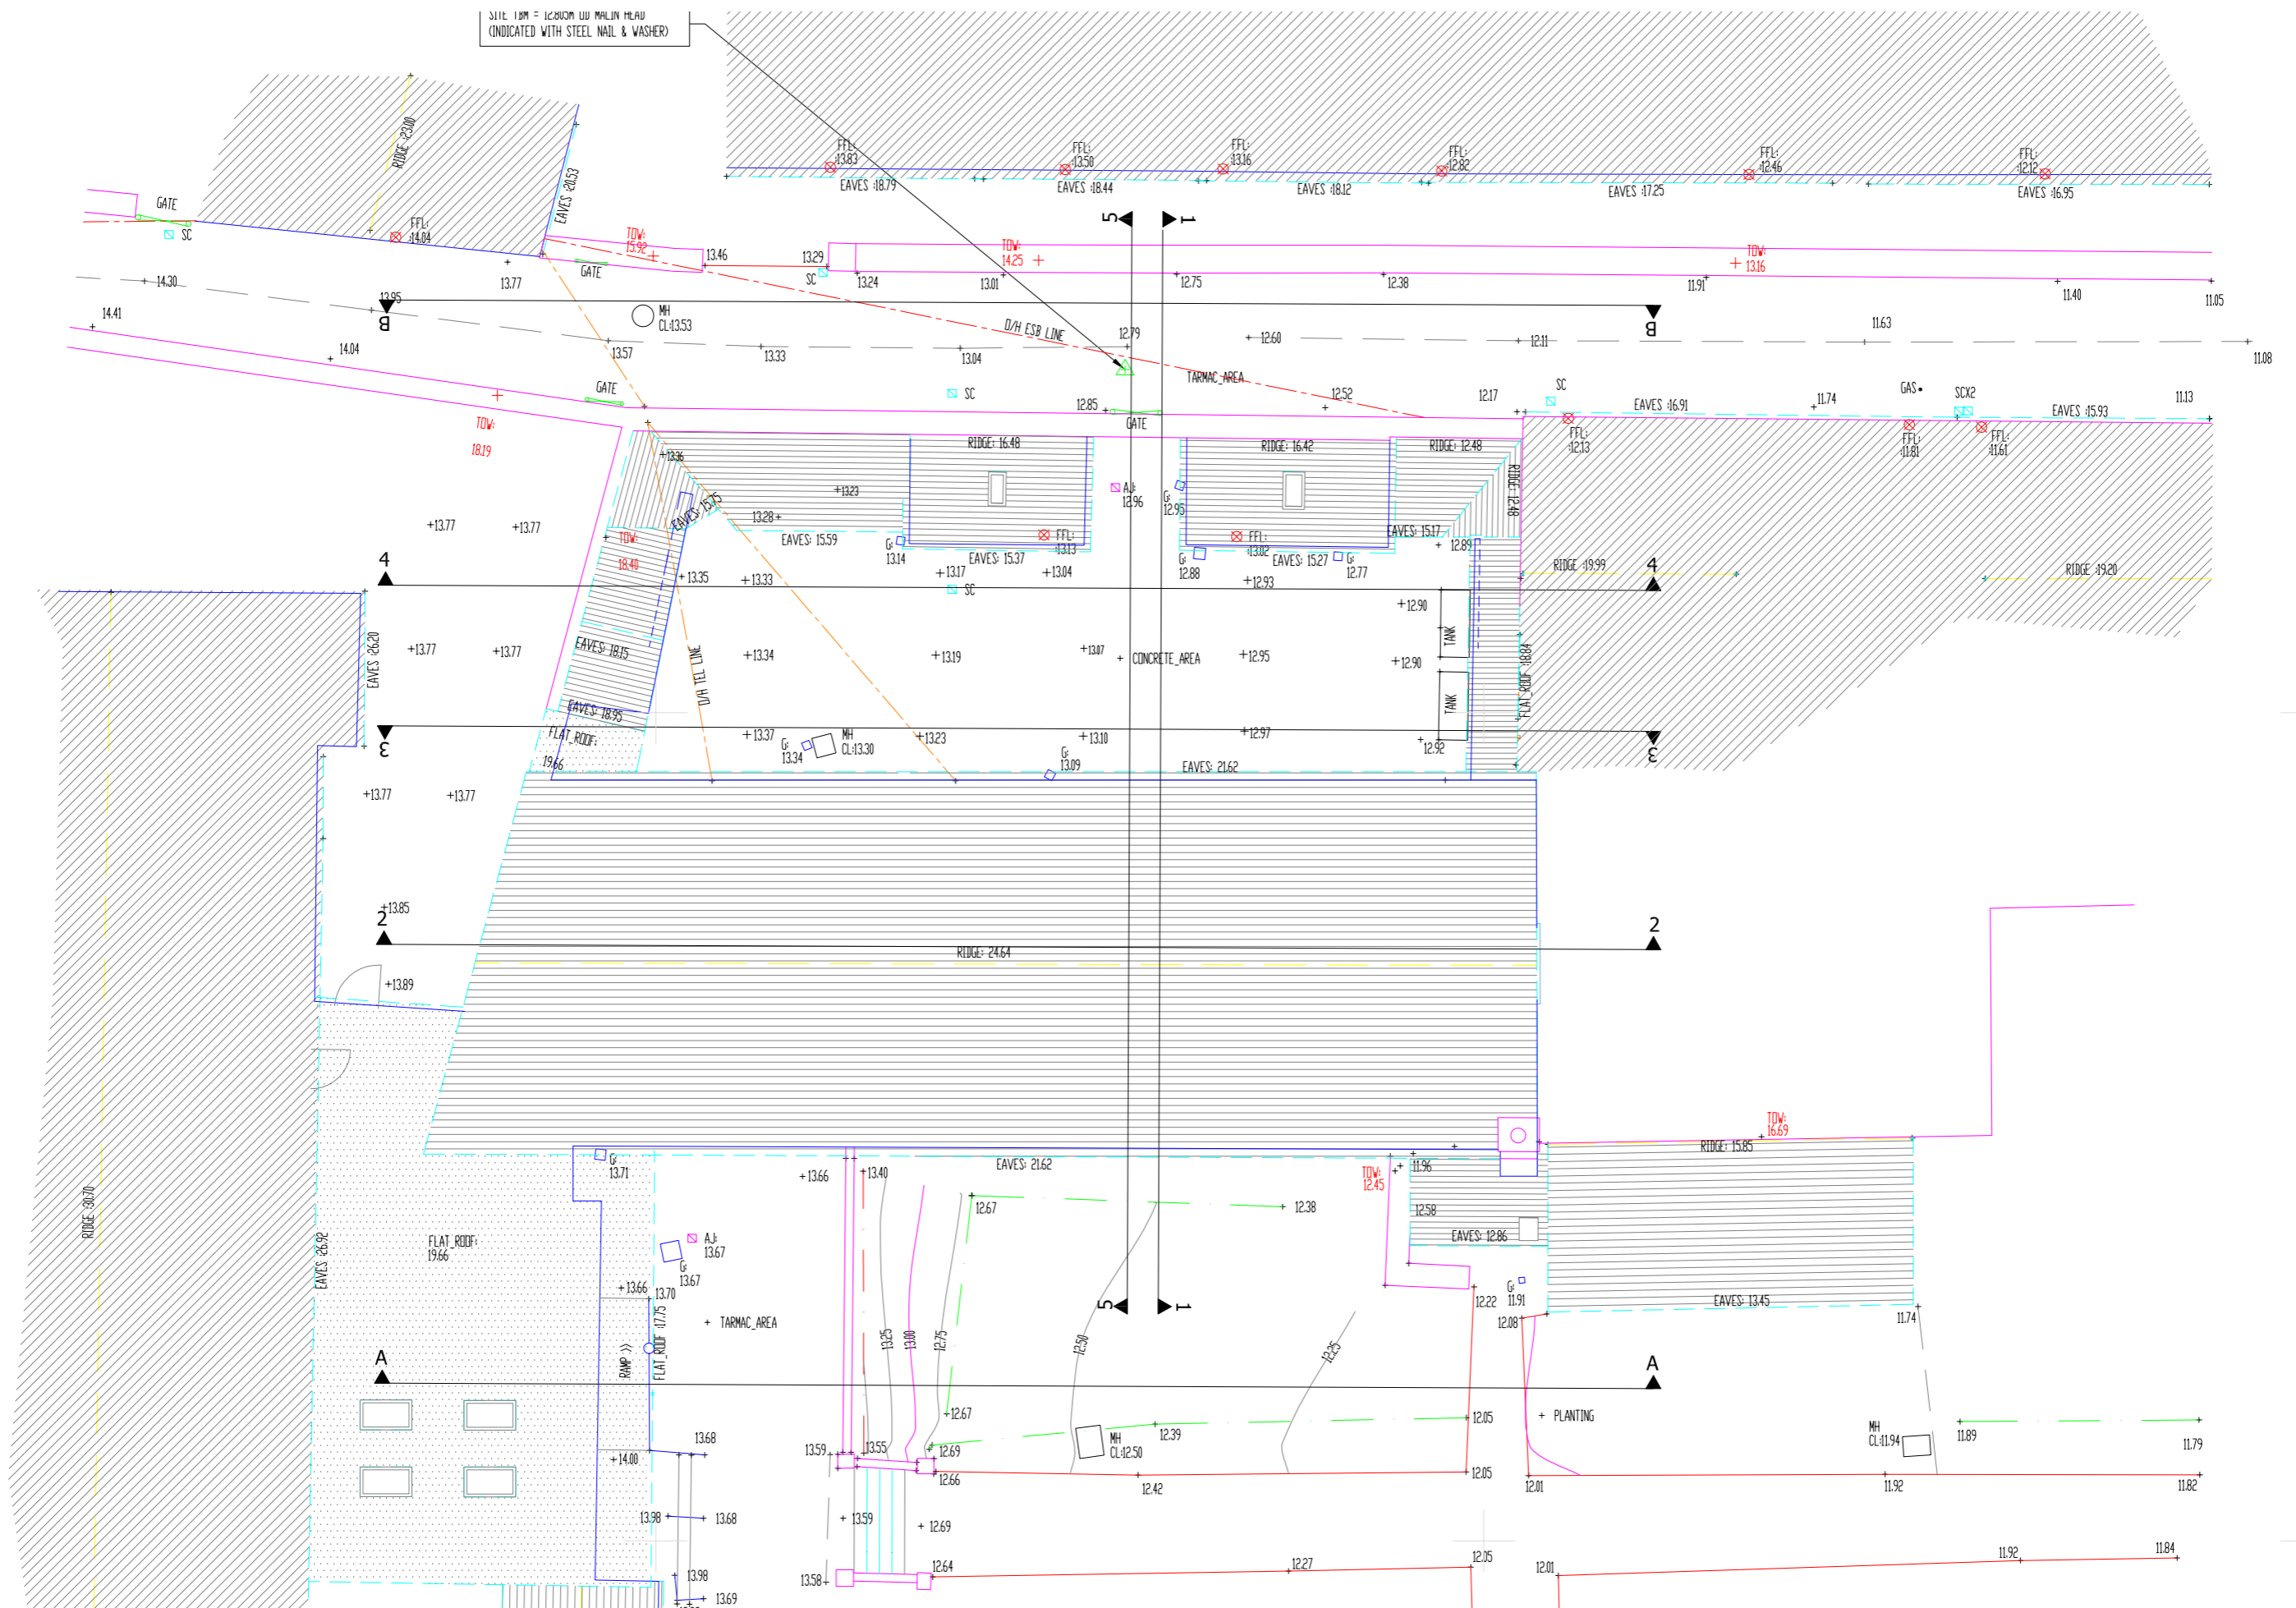 SITE TBM = 12.805M OD MALIN HEAD
(INDICATED WITH STEEL NAIL & WASHER)
RIDGE :23.00
EAVES :20.53
FFL:
:13.83
EAVES :18.79
FFL:
:13.50
EAVES :18.44
FFL:
:13.16
EAVES :18.12
FFL:
:12.82
EAVES :17.25
FFL:
:12.46
FFL:
:12.12
EAVES :16.95
GATE
SC
FFL:
:14.04
TOW:
15.92
13.46
13.29
SC
GATE
13.77
5
1
TOW:
14.25
TOW:
13.16
13.24
13.01
12.75
12.38
11.91
11.40
11.05
14.30
13.95
B
B
14.41
MH
CL:13.53
14.04
13.57
13.33
13.04
O/H ESB LINE
12.79
12.60
12.11
11.63
11.08
TARMAC_AREA
GATE
SC
12.85
GATE
12.52
12.17
SC
EAVES :16.91
11.74
GAS
SCX2
EAVES :15.93
11.13
TOW:
18.19
RIDGE: 16.48
RIDGE: 16.42
RIDGE: 12.48
RIDGE: 12.48
FFL:
:12.13
FFL:
:11.81
FFL:
:11.61
13.36
13.23
13.28
EAVES: 15.75
AJ:
12.96
G:
12.95
13.77
13.77
TOW:
18.40
EAVES: 15.59
G:
13.14
FFL:
:13.13
EAVES: 15.37
FFL:
:13.02
EAVES: 15.27
G:
12.88
G:
12.77
EAVES: 15.17
12.89
4
13.35
13.33
13.17
13.04
12.93
SC
12.90
RIDGE :19.99
4
RIDGE :19.20
EAVES :26.20
13.77
13.77
EAVES: 18.15
O/H TEL LINE
13.34
13.19
13.07
CONCRETE_AREA
12.95
12.90
TANK
TANK
FLAT_ROOF :18.84
EAVES: 18.95
FLAT_ROOF:
19.66
3
13.37
G:
13.34
MH
CL:13.30
13.23
13.10
12.97
12.92
3
G:
13.09
EAVES: 21.62
13.77
13.77
13.85
2
2
RIDGE: 24.64
13.89
RIDGE :30.70
EAVES :26.92
G:
13.71
13.66
13.40
EAVES: 21.62
TOW:
12.45
11.96
TOW:
16.69
RIDGE: 15.85
12.67
12.38
12.58
EAVES: 12.86
FLAT_ROOF:
19.66
AJ:
13.67
G:
13.67
13.66
13.70
FLAT_ROOF :17.75
RAMP >>
TARMAC_AREA
5
1
13.25
13.00
12.75
12.50
12.25
12.22
G:
11.91
12.08
EAVES: 13.45
11.74
A
A
12.67
12.05
PLANTING
MH
CL:11.94
11.89
11.79
13.68
14.00
13.59
13.55
12.69
12.66
MH
CL:12.50
12.39
12.42
12.05
12.01
11.92
11.82
13.98
13.68
13.59
12.69
13.98
13.69
13.58
12.64
12.27
12.05
12.01
11.92
11.84